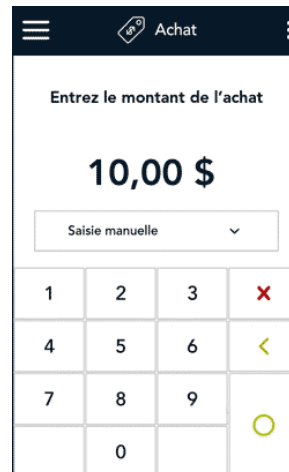 Achat
Entrez le montant de l'achat
10,00 $
Saisie manuelle
1 2 3
4 5 6
7 8 9
0